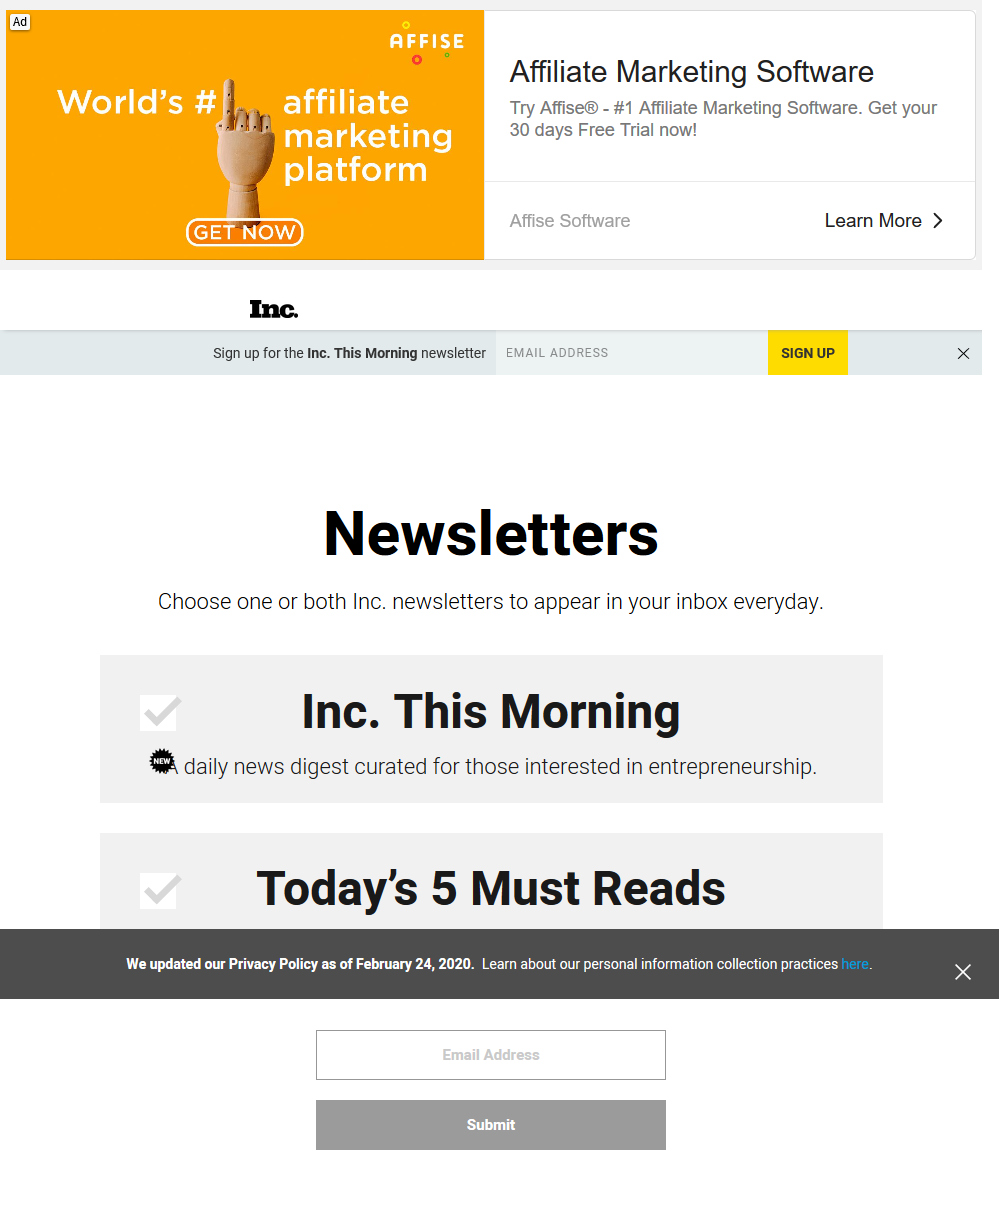 Ad
AFFISE
World's # affiliate
marketing
platform
GET NOW
Affiliate Marketing Software
Try Affise® - #1 Affiliate Marketing Software. Get your
30 days Free Trial now!
Affise Software
Learn More
Inc.
Sign up for the Inc. This Morning newsletter
EMAIL ADDRESS
SIGN UP
Newsletters
Choose one or both Inc. newsletters to appear in your inbox everyday.
Inc. This Morning
NEW
A daily news digest curated for those interested in entrepreneurship.
Today’s 5 Must Reads
We updated our Privacy Policy as of February 24, 2020. Learn about our personal information collection practices here.
Email Address
Submit